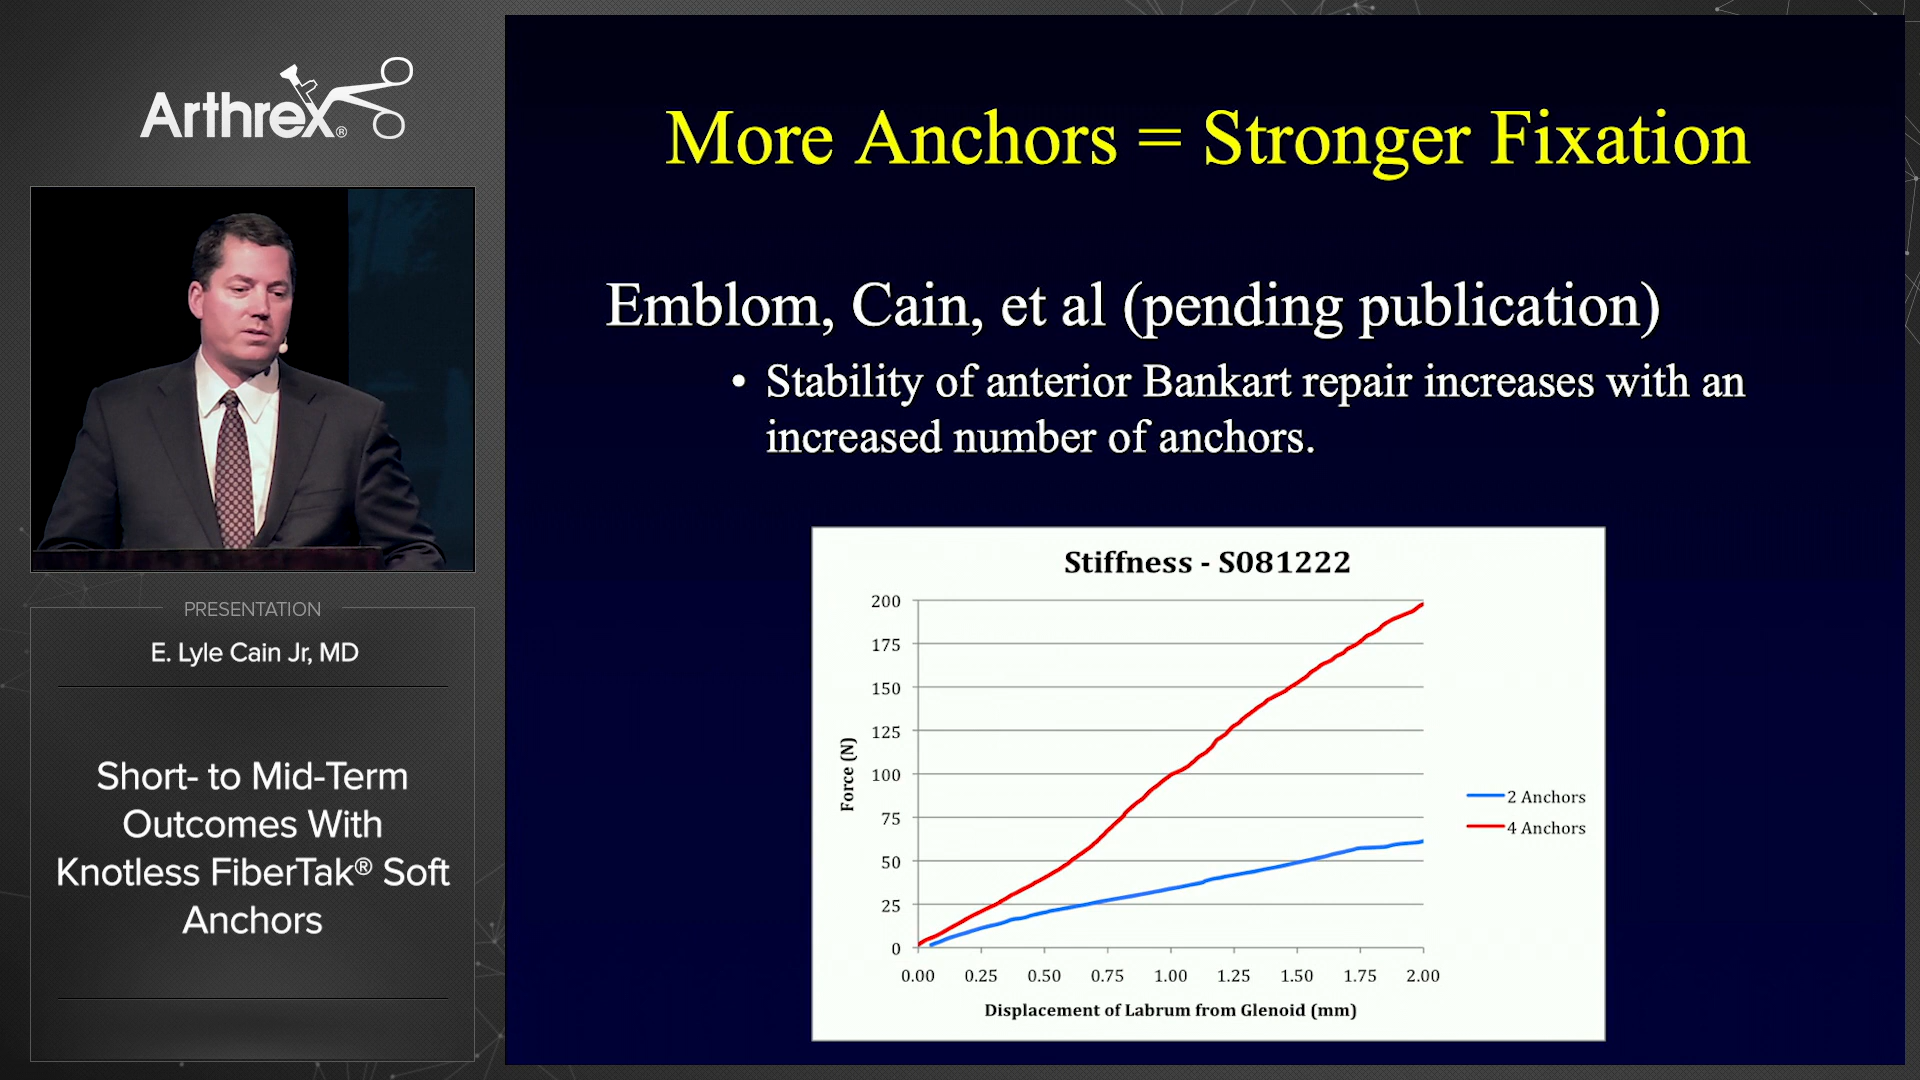 Arthrex®
PRESENTATION
E. Lyle Cain Jr, MD
Short- to Mid-Term
Outcomes With
Knotless FiberTak® Soft
Anchors
More Anchors = Stronger Fixation
Emblom, Cain, et al (pending publication)
• Stability of anterior Bankart repair increases with an
increased number of anchors.
Stiffness - S081222
200
175
150
125
100
75
50
25
0
Force (N)
0.00 0.25 0.50 0.75 1.00 1.25 1.50 1.75 2.00
Displacement of Labrum from Glenoid (mm)
2 Anchors
4 Anchors